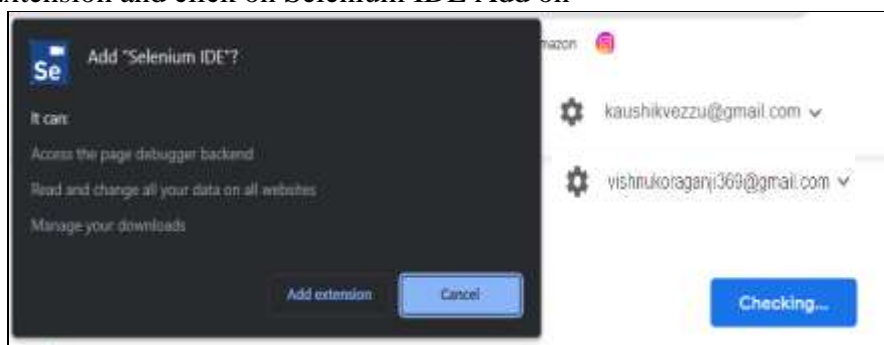 extension and click on Selenium IDE Add on
Se
Add "Selenium IDE"?
It can:
Access the page debugger backend
Read and change all your data on all websites
Manage your downloads
Add extension
Cancel
mazon
kaushikvezzu@gmail.com
vishnukoraganji369@gmail.com
Checking...